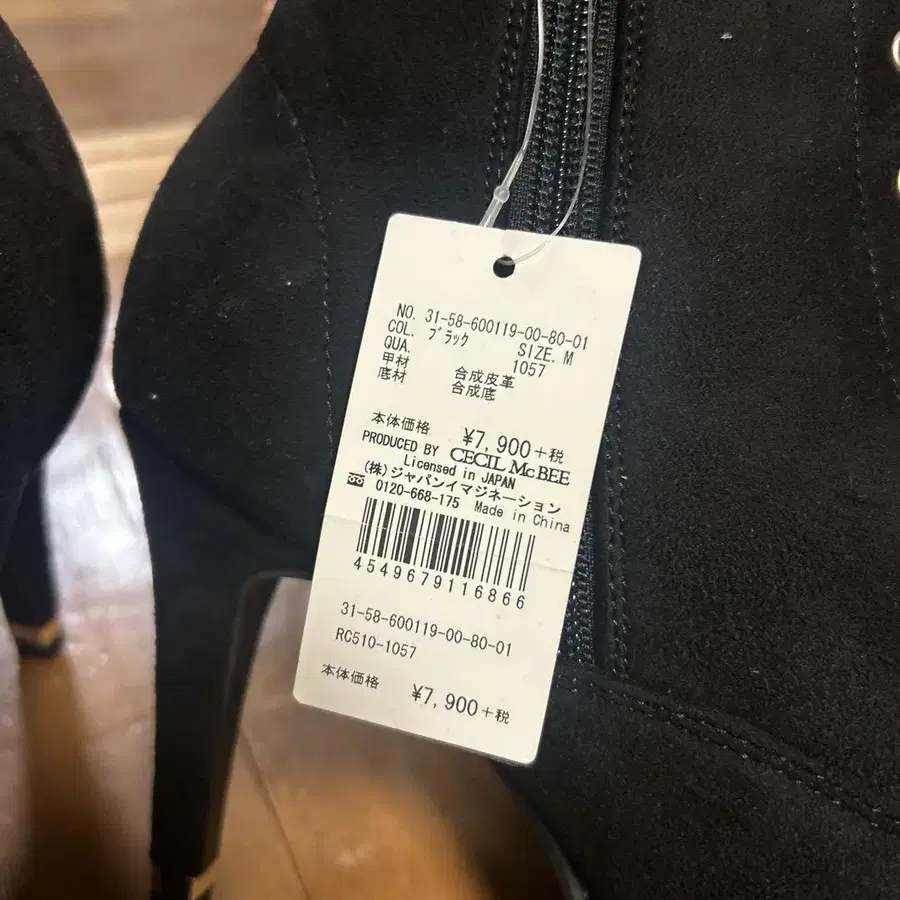 NO. 31-58-600119-00-80-01
COL. ブラック SIZE. M
QUA. 1057
甲材 合成皮革
底材 合成底
本体価格 ¥7,900+税
PRODUCED BY CECIL McBEE
Licensed in JAPAN
(株)ジャパンイマジネーション
0120-668-175 Made in China
4549679116866
31-58-600119-00-80-01
RC510-1057
本体価格 ¥7,900+税